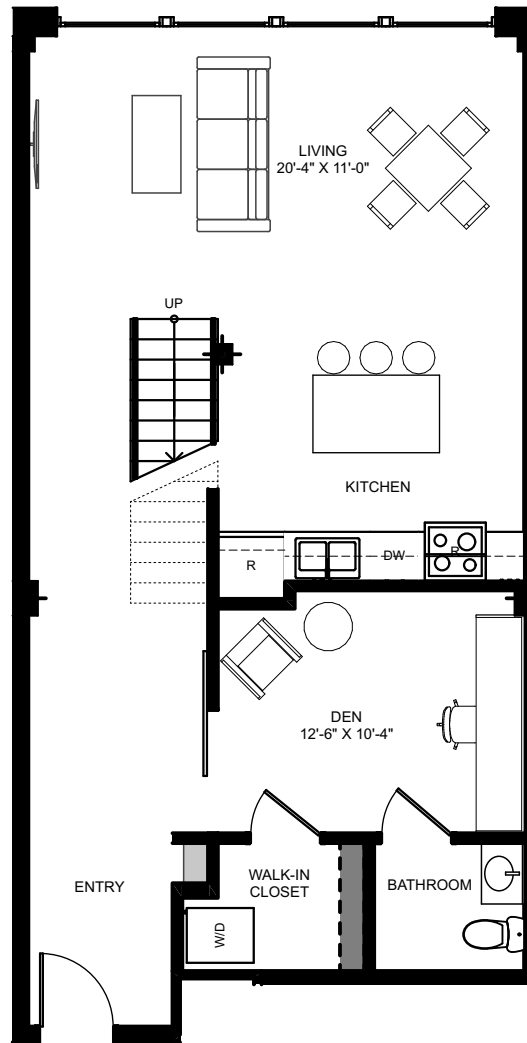 LIVING
20'-4" X 11'-0"
UP
KITCHEN
R
DW
R
DEN
12'-6" X 10'-4"
ENTRY
WALK-IN
CLOSET
BATHROOM
W/D